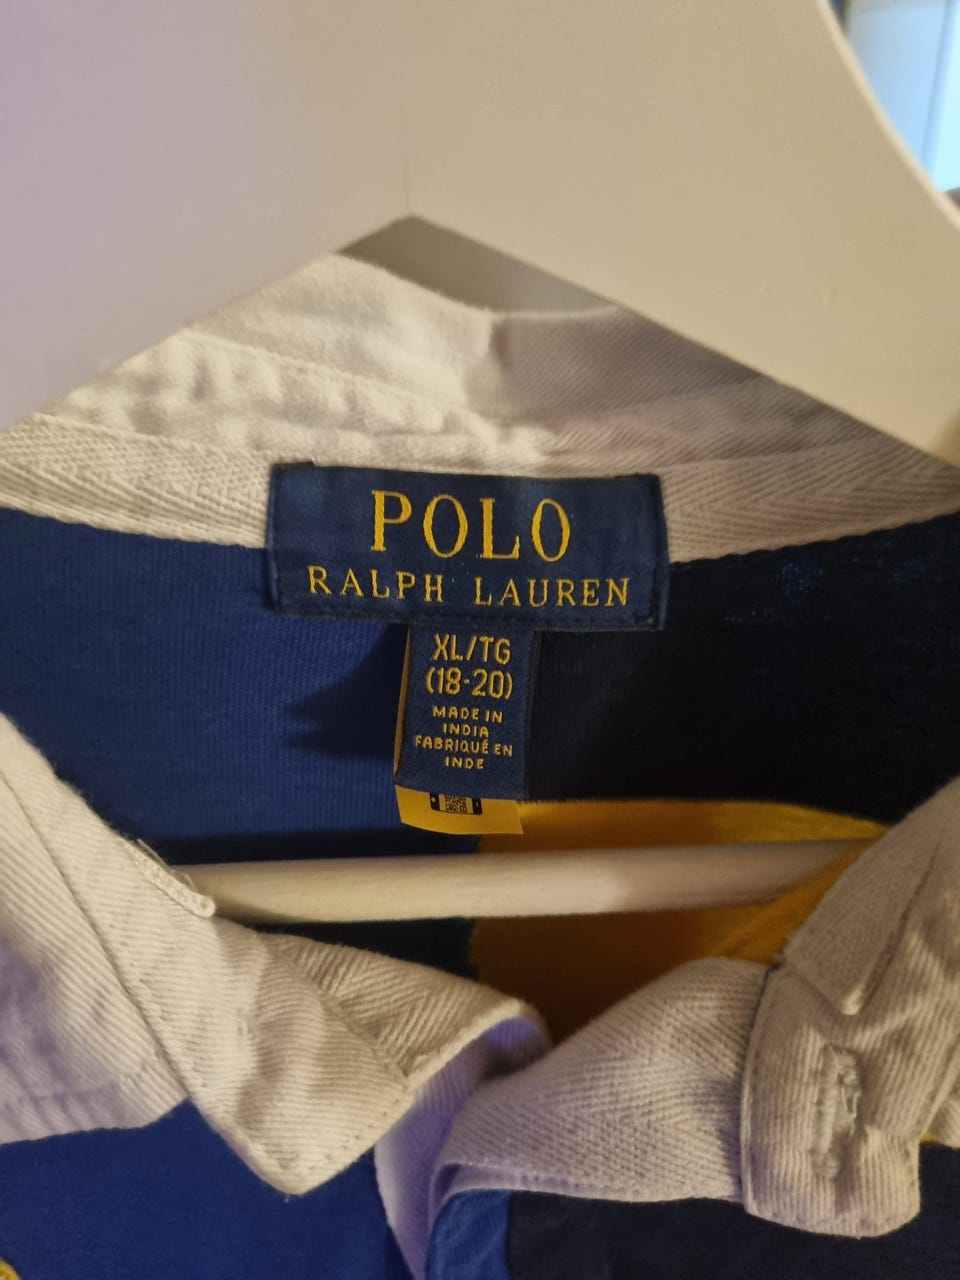 POLO
RALPH LAUREN
XL/TG
(18-20)
MADE IN
INDIA
FABRIQUÉ EN
INDE